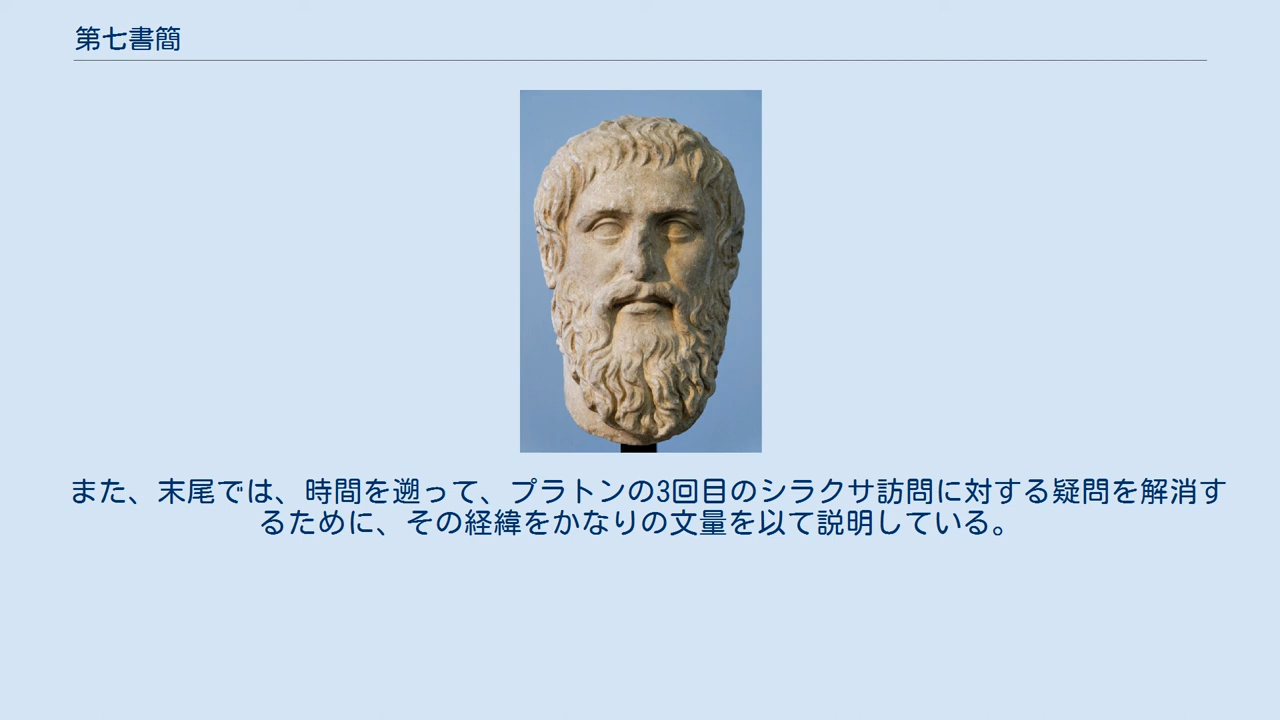 第七書簡
また、末尾では、時間を遡って、プラトンの3回目のシラクサ訪問に対する疑問を解消す
るために、その経緯をかなりの文量を以て説明している。